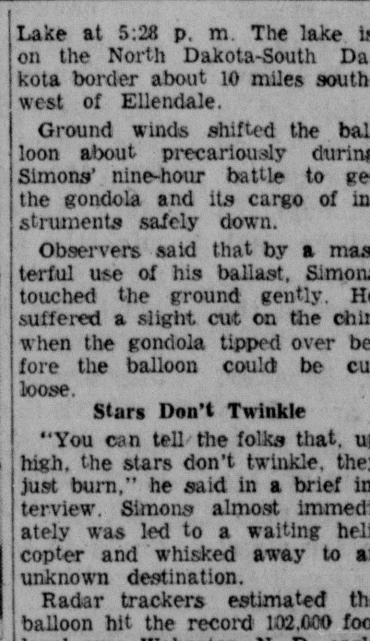 Lake at 5:28 p. m. The lake is
on the North Dakota-South Da
kota border about 10 miles south
west of Ellendale.
Ground winds shifted the bal
loon about precariously during
Simons' nine-hour battle to ge
the gondola and its cargo of in
struments safely down.
Observers said that by a mas
terful use of his ballast, Simons
touched the ground gently. He
suffered a slight cut on the chin
when the gondola tipped over be
fore the balloon could be cu
loose.
Stars Don't Twinkle
"You can tell the folks that, up
high, the stars don't twinkle, they
just burn," he said in a brief in
terview. Simons almost immedi
ately was led to a waiting heli
copter and whisked away to a
unknown destination.
Radar trackers estimated th
balloon hit the record 102,000 foo